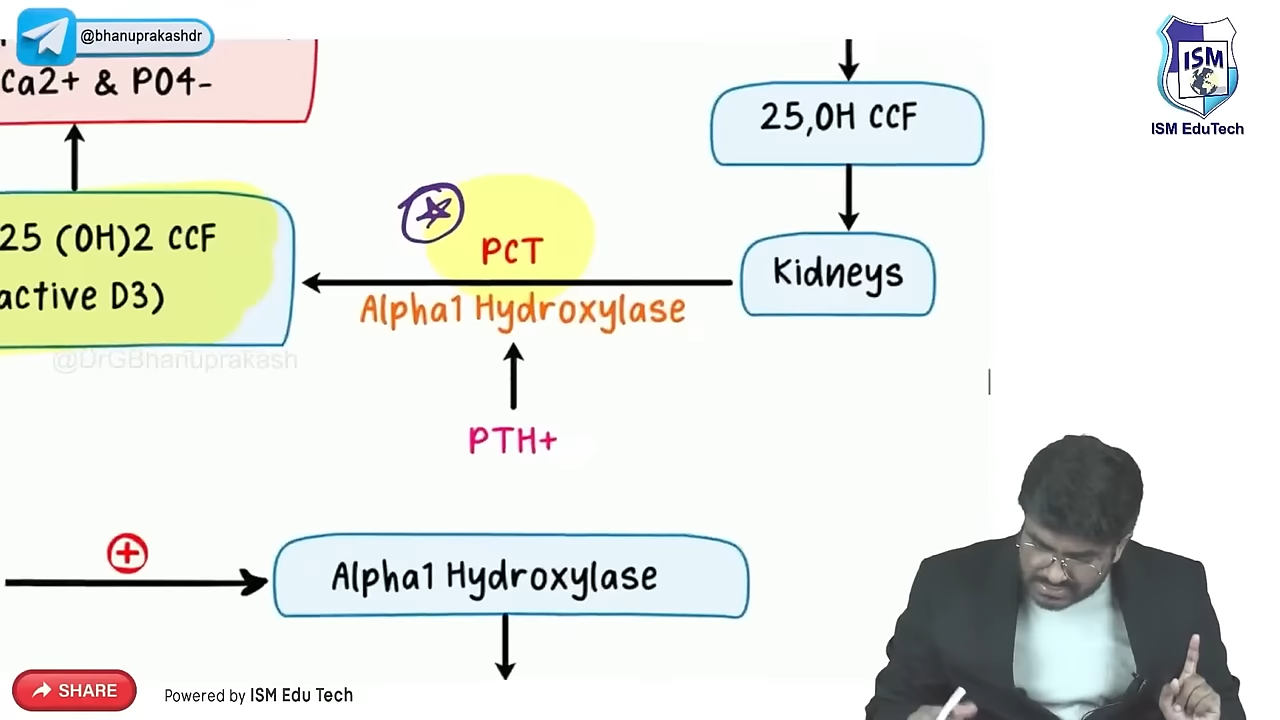 @bhanuprakashdr
Ca2+ & PO4-
25,OH CCF
ISM
ISM EduTech
25 (OH)2 CCF
active D3)
PCT
Alpha1 Hydroxylase
Kidneys
@DrGBhanuprakash
PTH+
Alpha1 Hydroxylase
SHARE
Powered by ISM Edu Tech